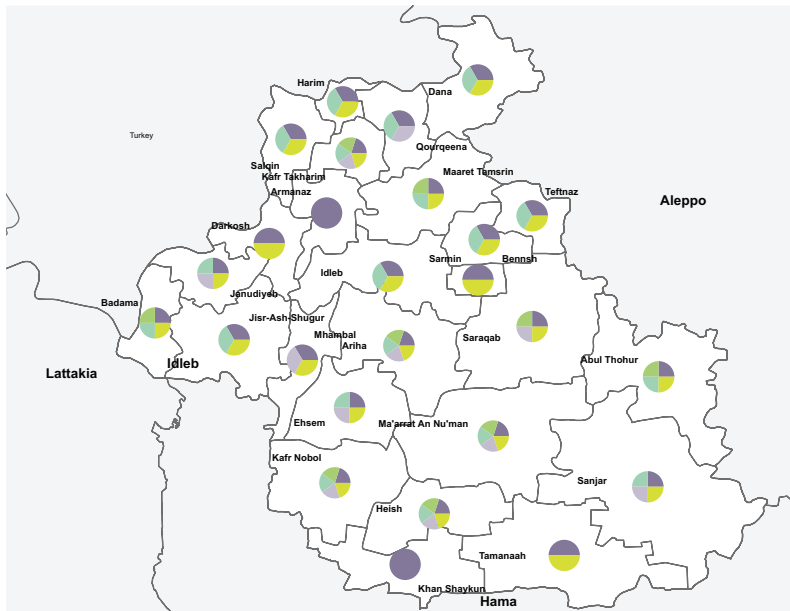 Harim
Dana
Turkey
Qourqeena
Salqin
Kafr Takharim
Maaret Tamsrin
Armanaz
Teftnaz
Aleppo
Darkosh
Sarmin
Bennsh
Idleb
Janudiyeb
Badama
Jisr-Ash-Shugur
Mhambal
Ariha
Saraqab
Abul Thohur
Idleb
Lattakia
Ehsem
Ma'arrat An Nu'man
Kafr Nobol
Sanjar
Heish
Tamanaah
Khan Shaykun
Hama